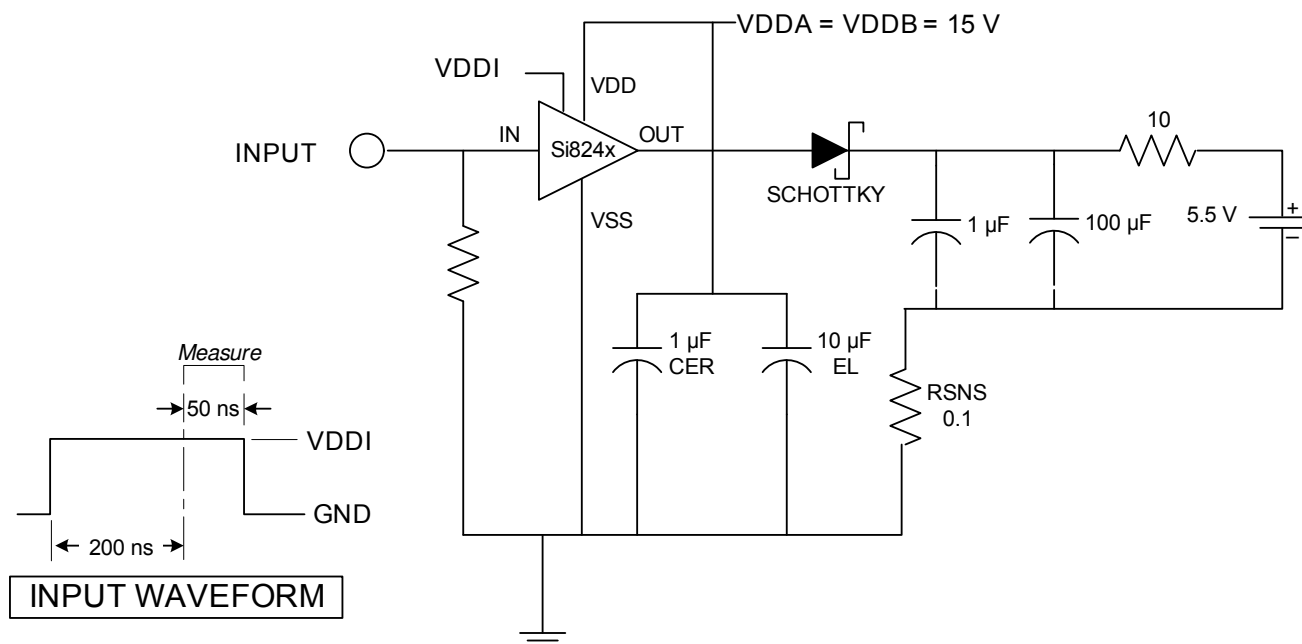 VDDA = VDDB = 15 V
VDDI
VDD
10
INPUT
IN
Si824x
OUT
SCHOTTKY
VSS
1 µF
100 µF
5.5 V
+
–
Measure
50 ns
1 µF
CER
10 µF
EL
RSNS
0.1
VDDI
GND
200 ns
INPUT WAVEFORM